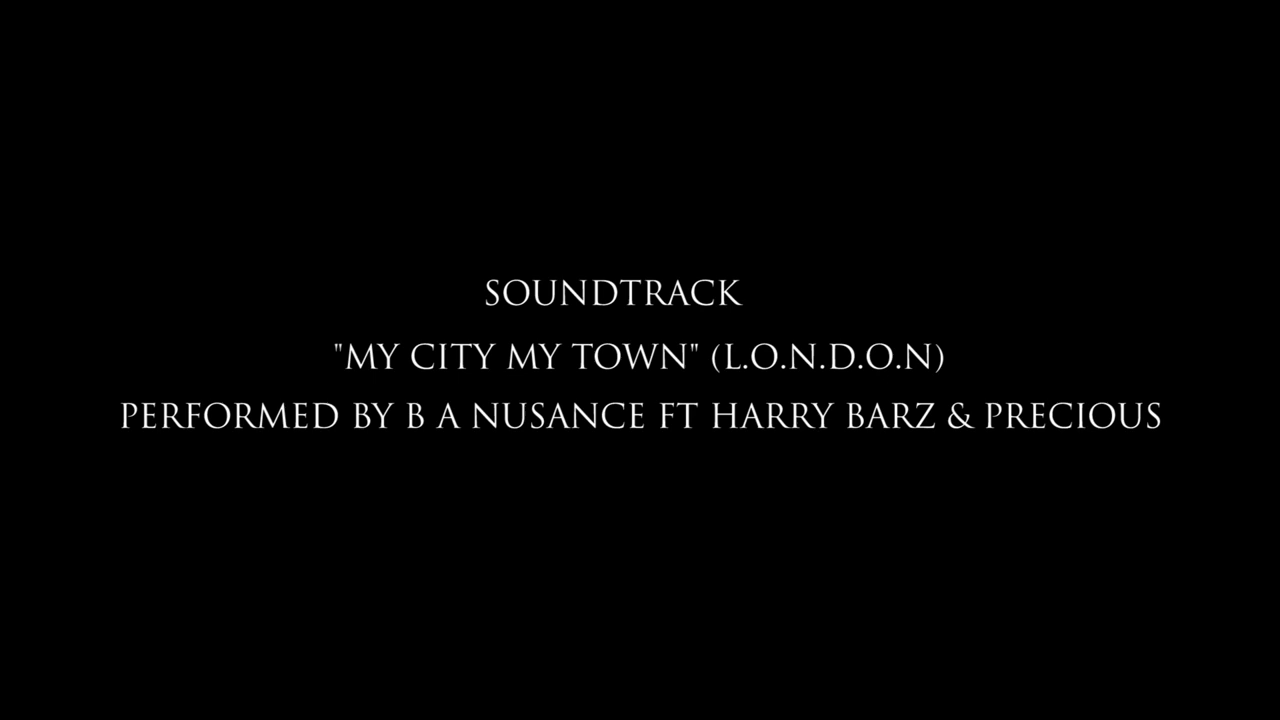 SOUNDTRACK
"MY CITY MY TOWN" (L.O.N.D.O.N)
PERFORMED BY B A NUSANCE FT HARRY BARZ & PRECIOUS